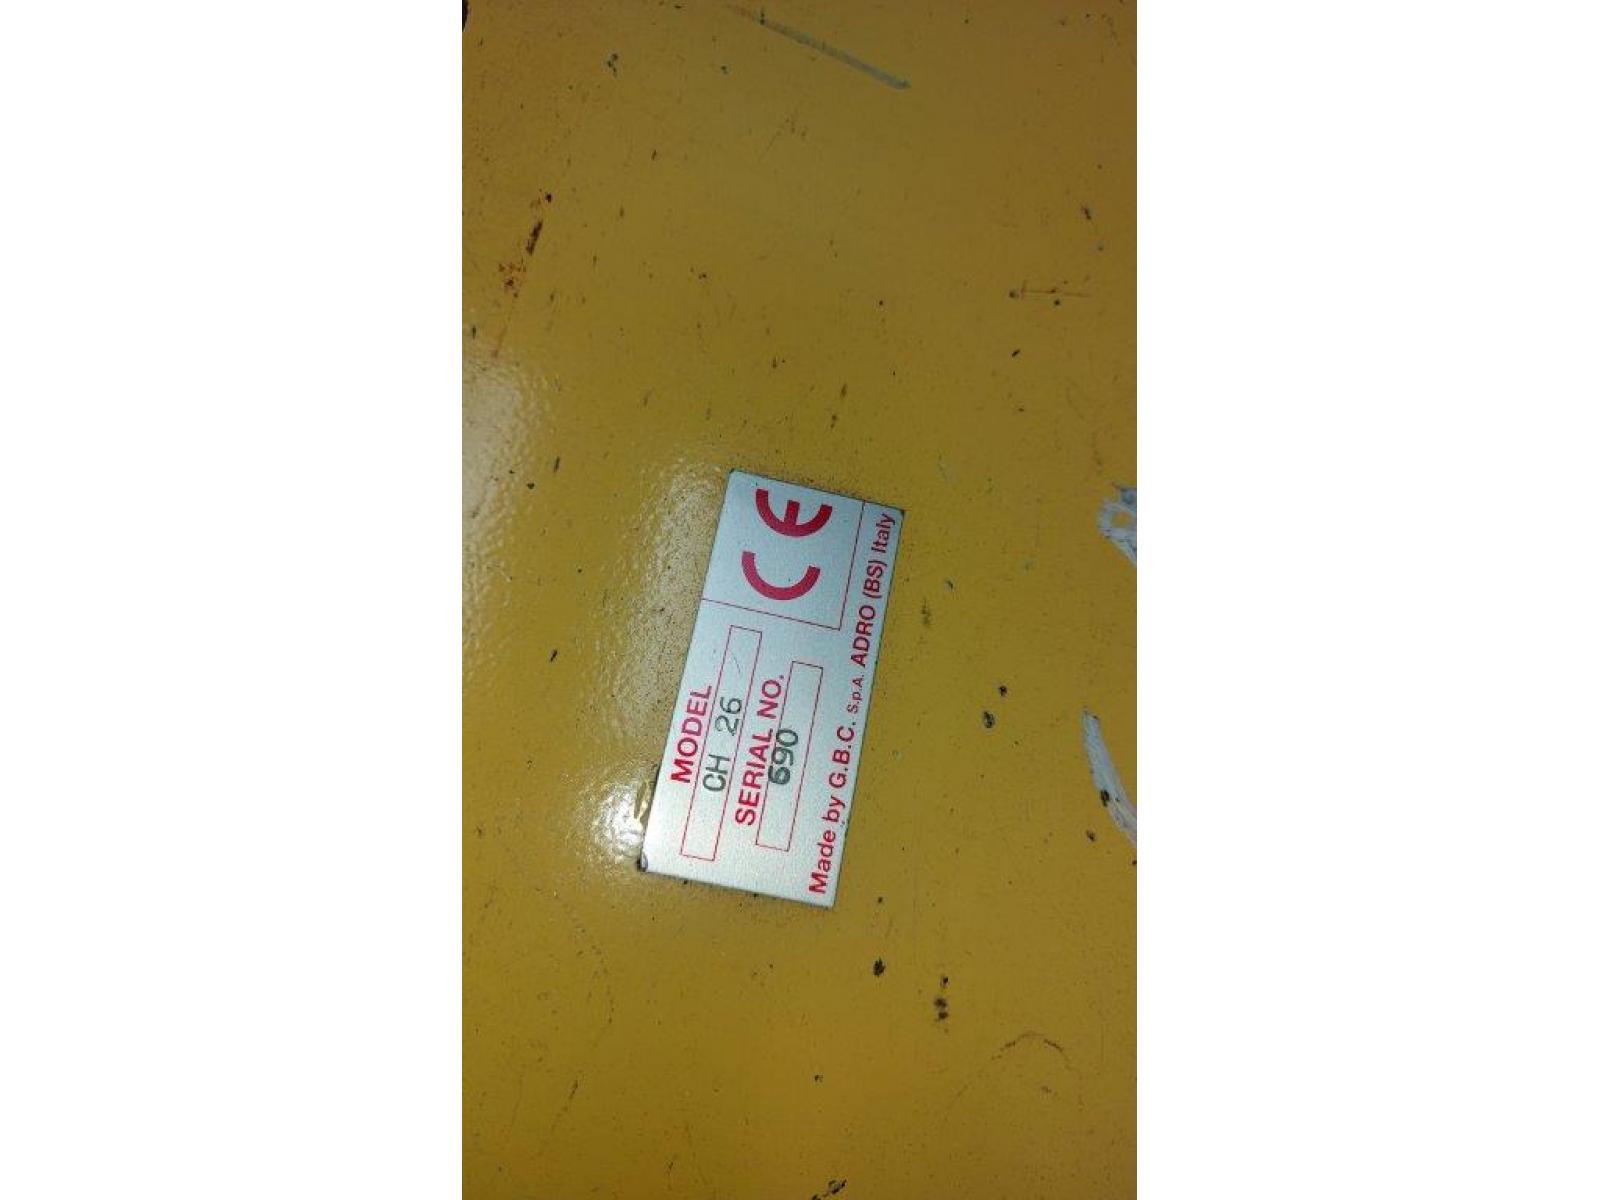 MODEL
CH 26
SERIAL NO.
690
CE
Made by G.B.C. S.p.A. ADRO (BS) Italy